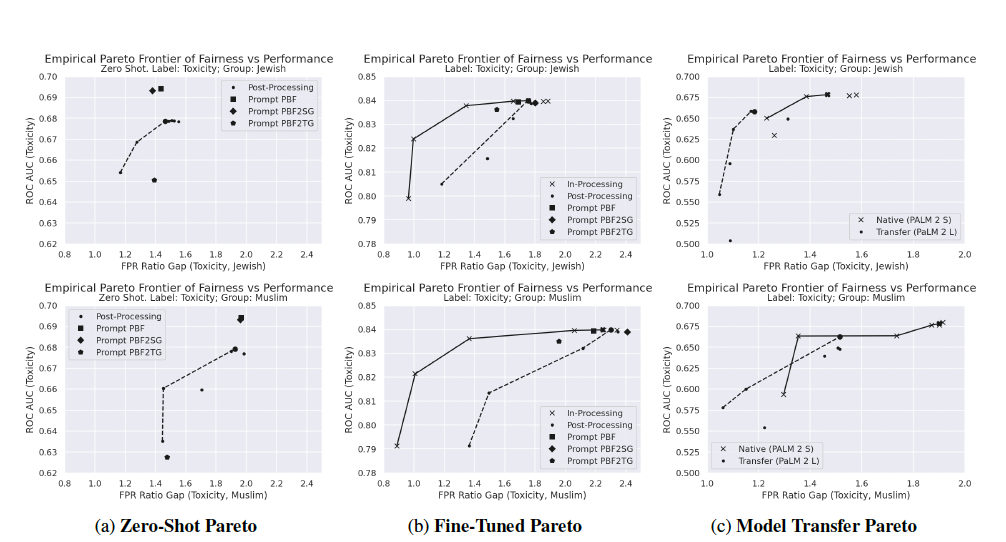 Empirical Pareto Frontier of Fairness vs Performance
Zero Shot. Label: Toxicity; Group: Jewish
ROC AUC (Toxicity)
0.70
0.69
0.68
0.66
0.65
0.63
0.62
Post-Processing
Prompt PBF
Prompt PBF2SG
Prompt PBF2TG
0.8 1.0 1.2 1.4 1.6 1.8 2.0 2.2 2.4
FPR Ratio Gap (Toxicity, Jewish)
Empirical Pareto Frontier of Fairness vs Performance
Label: Toxicity; Group: Jewish
ROC AUC (Toxicity)
0.85
0.84
0.83
0.82
0.80
0.79
0.78
In-Processing
Post-Processing
Prompt PBF
Prompt PBF2SG
Prompt PBF2TG
0.8 1.0 1.2 1.4 1.6 1.8 2.0 2.2 2.4
FPR Ratio Gap (Toxicity, Jewish)
Empirical Pareto Frontier of Fairness vs Performance
Label: Toxicity; Group: Jewish
ROC AUC (Toxicity)
0.700
0.675
0.650
0.625
0.600
0.575
0.550
0.525
0.500
Native (PALM 2 S)
Transfer (PaLM 2 L)
1.0 1.2 1.4 1.6 1.8 2.0
FPR Ratio Gap (Toxicity, Jewish)
Empirical Pareto Frontier of Fairness vs Performance
Zero Shot. Label: Toxicity; Group: Muslim
ROC AUC (Toxicity)
0.70
0.69
0.68
0.66
0.65
0.63
0.62
Post-Processing
Prompt PBF
Prompt PBF2SG
Prompt PBF2TG
0.8 1.0 1.2 1.4 1.6 1.8 2.0 2.2 2.4
FPR Ratio Gap (Toxicity, Muslim)
Empirical Pareto Frontier of Fairness vs Performance
Label: Toxicity; Group: Muslim
ROC AUC (Toxicity)
0.85
0.84
0.83
0.82
0.80
0.79
0.78
In-Processing
Post-Processing
Prompt PBF
Prompt PBF2SG
Prompt PBF2TG
0.8 1.0 1.2 1.4 1.6 1.8 2.0 2.2 2.4
FPR Ratio Gap (Toxicity, Muslim)
Empirical Pareto Frontier of Fairness vs Performance
Label: Toxicity; Group: Muslim
ROC AUC (Toxicity)
0.700
0.675
0.650
0.625
0.600
0.575
0.550
0.525
0.500
Native (PALM 2 S)
Transfer (PaLM 2 L)
1.0 1.2 1.4 1.6 1.8 2.0
FPR Ratio Gap (Toxicity, Muslim)
(a) Zero-Shot Pareto
(b) Fine-Tuned Pareto
(c) Model Transfer Pareto